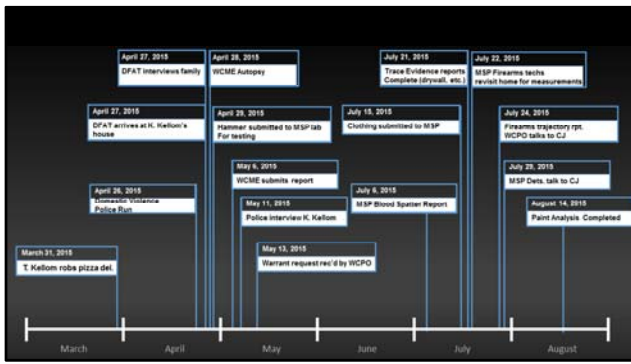 April 27, 2015
DFAT interviews family
April 28, 2015
WCME Autopsy
July 21, 2015
Trace Evidence reports
Complete (drywall, etc.)
July 22, 2015
MSP Firearms techs
revisit home for measurements
April 27, 2015
DFAT arrives at K. Kellom's
house
April 29, 2015
Hammer submitted to MSP lab
For testing
July 15, 2015
Clothing submitted to MSP
July 24, 2015
Firearms trajectory rpt.
WCPO talks to CJ
May 6, 2015
WCME submits report
July 29, 2015
MSP Dets. talk to CJ
April 26, 2015
Domestic Violence
Police Run
May 11, 2015
Police interview K. Kellom
July 6, 2015
MSP Blood Spatter Report
August 14, 2015
Paint Analysis Completed
March 31, 2015
T. Kellom robs pizza del.
May 13, 2015
Warrant request rec'd by WCPO
March
April
May
June
July
August